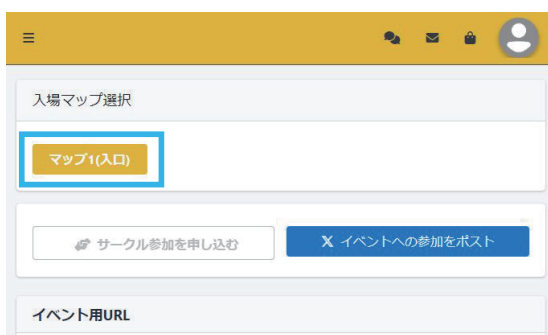 入場マップ選択
マップ1(入口)
サークル参加を申し込む
X イベントへの参加をポスト
イベント用URL